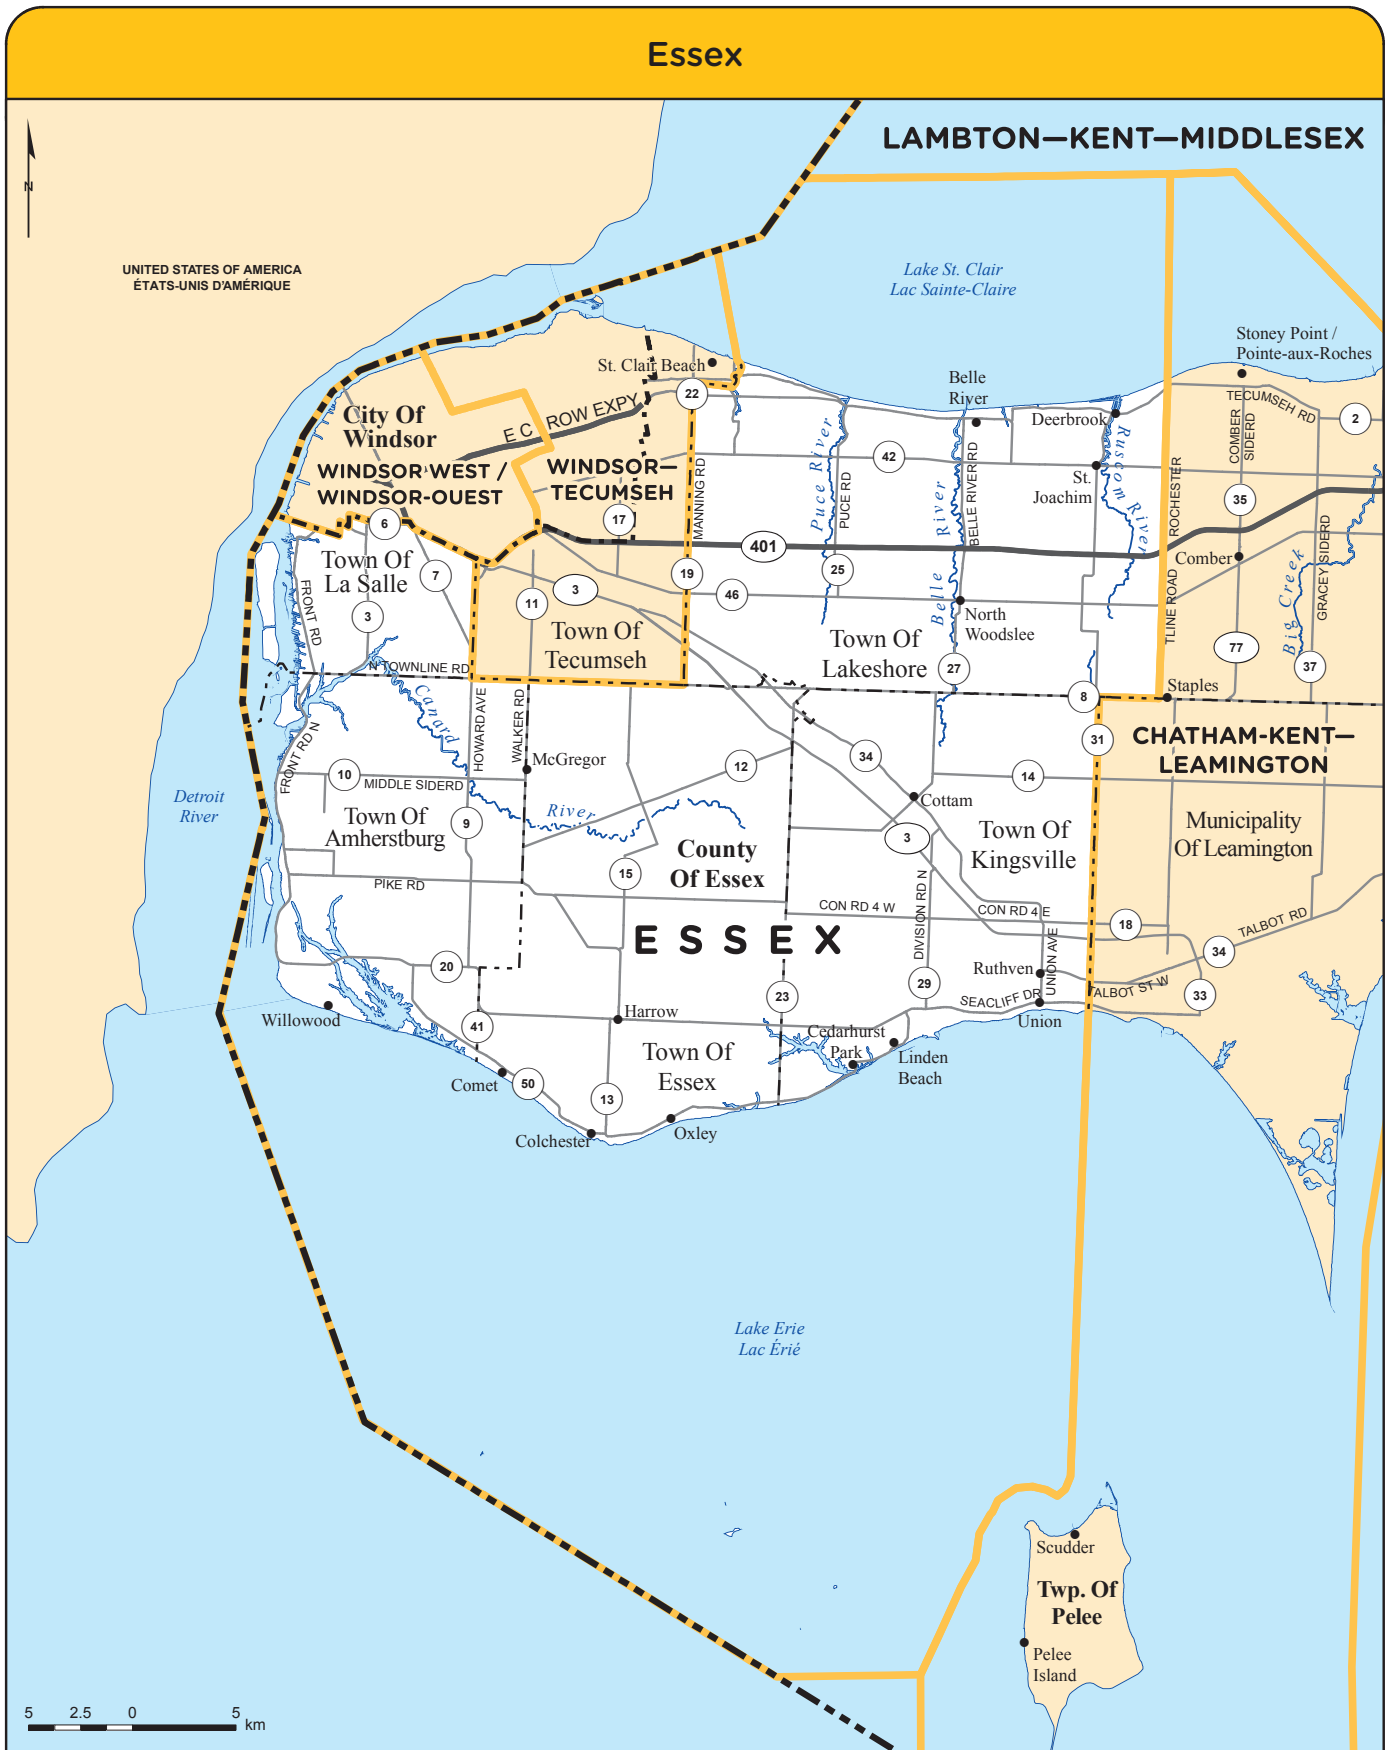 Essex
LAMBTON—KENT—MIDDLESEX
N
UNITED STATES OF AMERICA
ÉTATS-UNIS D'AMÉRIQUE
Lake St. Clair
Lac Sainte-Claire
Stoney Point /
Pointe-aux-Roches
St. Clair Beach
Belle
River
22
TECUMSEH RD
2
City Of
Windsor
E C ROW EXPY
Deerbrook
COMBER
SIDERD
Puce River
42
WINDSOR WEST /
WINDSOR-OUEST
WINDSOR—
TECUMSEH
MANNING RD
PUCE RD
BELLE RIVER RD
St.
Joachim
Ruscom River
ROCHESTER
35
6
17
401
Comber
GRACEY SIDERD
Town Of
La Salle
7
3
19
25
46
Belle River
11
FRONT RD
3
North
Woodslee
TLINE ROAD
Big Creek
Town Of
Tecumseh
Town Of
Lakeshore
77
N TOWNLINE RD
27
37
8
Staples
Canard
HOWARD AVE
WALKER RD
31
CHATHAM-KENT—
LEAMINGTON
FRONT RD N
McGregor
12
34
10
MIDDLE SIDERD
14
Detroit
River
River
Cottam
Town Of
Amherstburg
9
3
Town Of
Kingsville
Municipality
Of Leamington
County
Of Essex
15
PIKE RD
DIVISION RD N
CON RD 4 W
CON RD 4 E
18
TALBOT RD
ESSEX
UNION AVE
34
20
Ruthven
29
23
SEACLIFF DR
TALBOT ST W
33
Willowood
41
Harrow
Union
Cedarhurst
Park
Town Of
Essex
Linden
Beach
Comet
50
13
Colchester
Oxley
Lake Erie
Lac Érié
Scudder
Twp. Of
Pelee
Pelee
Island
5 2.5 0 5
km